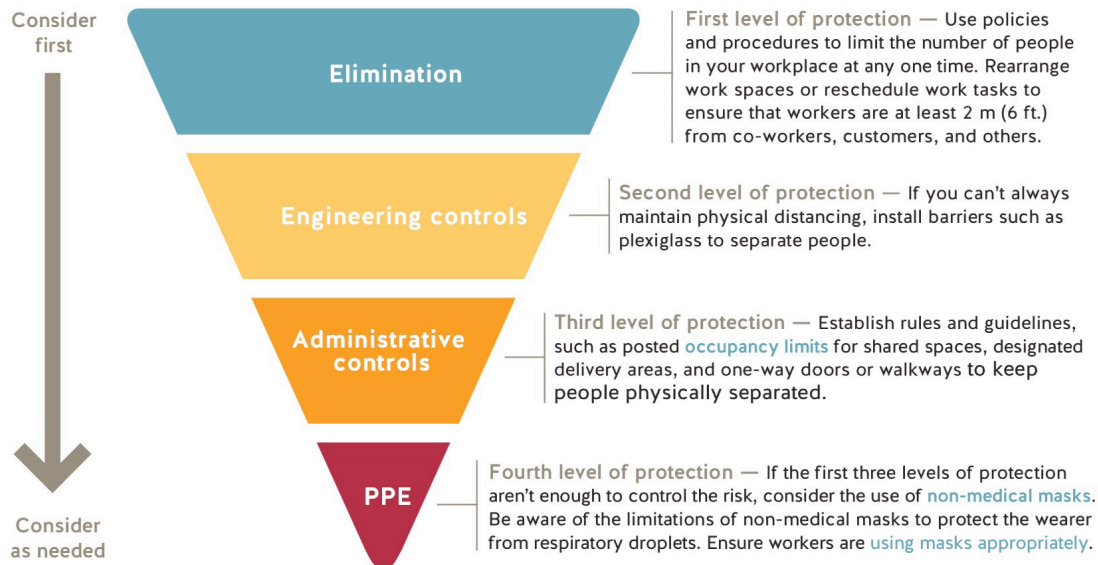 Consider
first
Elimination
First level of protection — Use policies
and procedures to limit the number of people
in your workplace at any one time. Rearrange
work spaces or reschedule work tasks to
ensure that workers are at least 2 m (6 ft.)
from co-workers, customers, and others.
Engineering controls
Second level of protection — If you can’t always
maintain physical distancing, install barriers such as
plexiglass to separate people.
Administrative
controls
Third level of protection — Establish rules and guidelines,
such as posted occupancy limits for shared spaces, designated
delivery areas, and one-way doors or walkways to keep
people physically separated.
PPE
Fourth level of protection — If the first three levels of protection
aren’t enough to control the risk, consider the use of non-medical masks.
Be aware of the limitations of non-medical masks to protect the wearer
from respiratory droplets. Ensure workers are using masks appropriately.
Consider
as needed